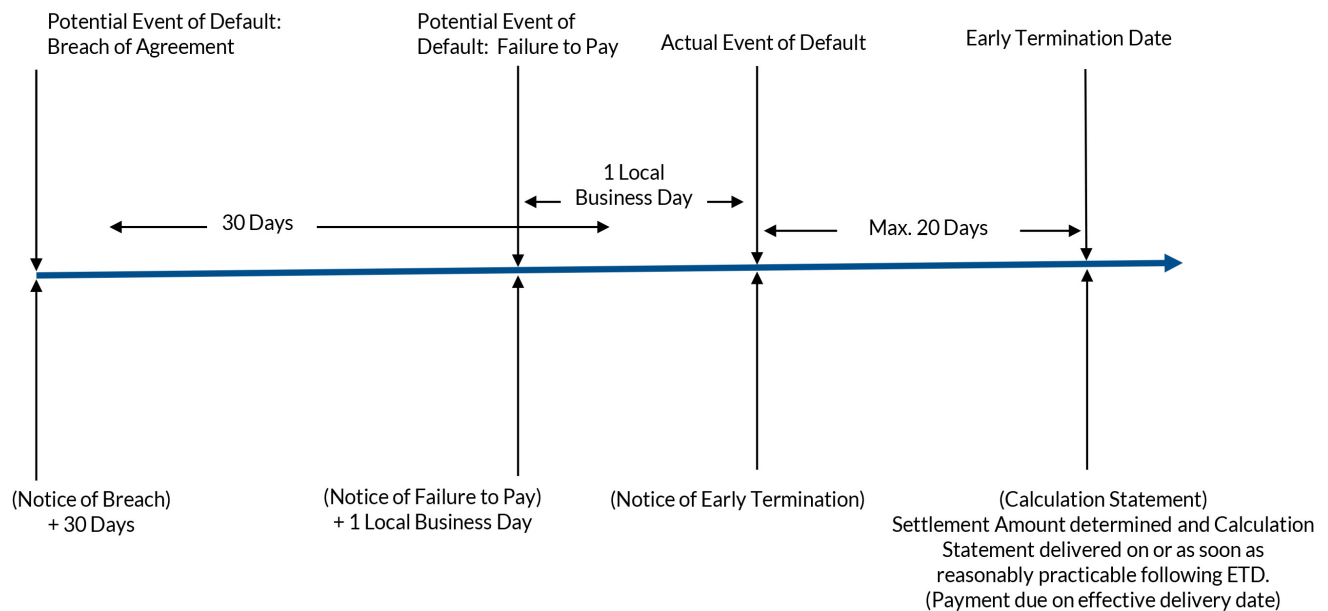 Potential Event of Default:
Breach of Agreement
Potential Event of
Default: Failure to Pay
Actual Event of Default
Early Termination Date
1 Local
Business Day
30 Days
Max. 20 Days
(Notice of Breach)
+ 30 Days
(Notice of Failure to Pay)
+ 1 Local Business Day
(Notice of Early Termination)
(Calculation Statement)
Settlement Amount determined and Calculation
Statement delivered on or as soon as
reasonably practicable following ETD.
(Payment due on effective delivery date)